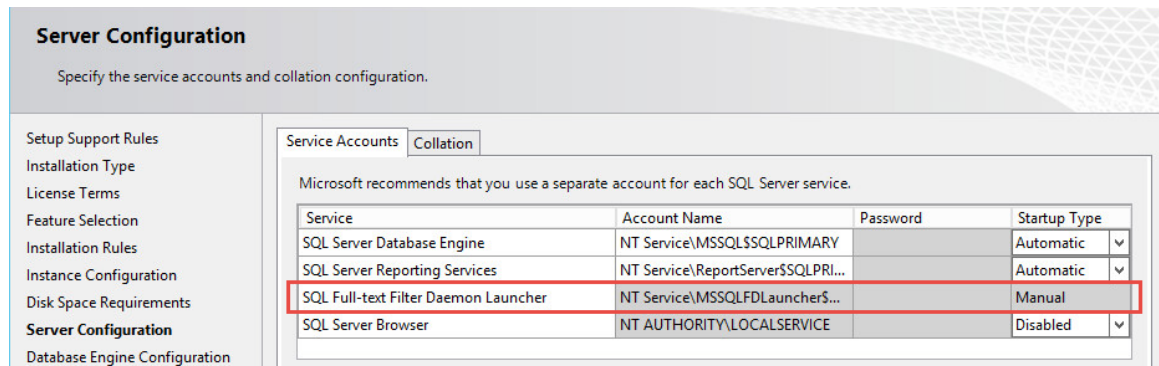 Server Configuration
Specify the service accounts and collation configuration.
Setup Support Rules
Installation Type
License Terms
Feature Selection
Installation Rules
Instance Configuration
Disk Space Requirements
Server Configuration
Database Engine Configuration
Service Accounts Collation
Microsoft recommends that you use a separate account for each SQL Server service.
Service Account Name Password Startup Type
SQL Server Database Engine NT Service\MSSQL$SQLPRIMARY Automatic
SQL Server Reporting Services NT Service\ReportServer$SQLPRI... Automatic
SQL Full-text Filter Daemon Launcher NT Service\MSSQLFDLauncher$... Manual
SQL Server Browser NT AUTHORITY\LOCALSERVICE Disabled